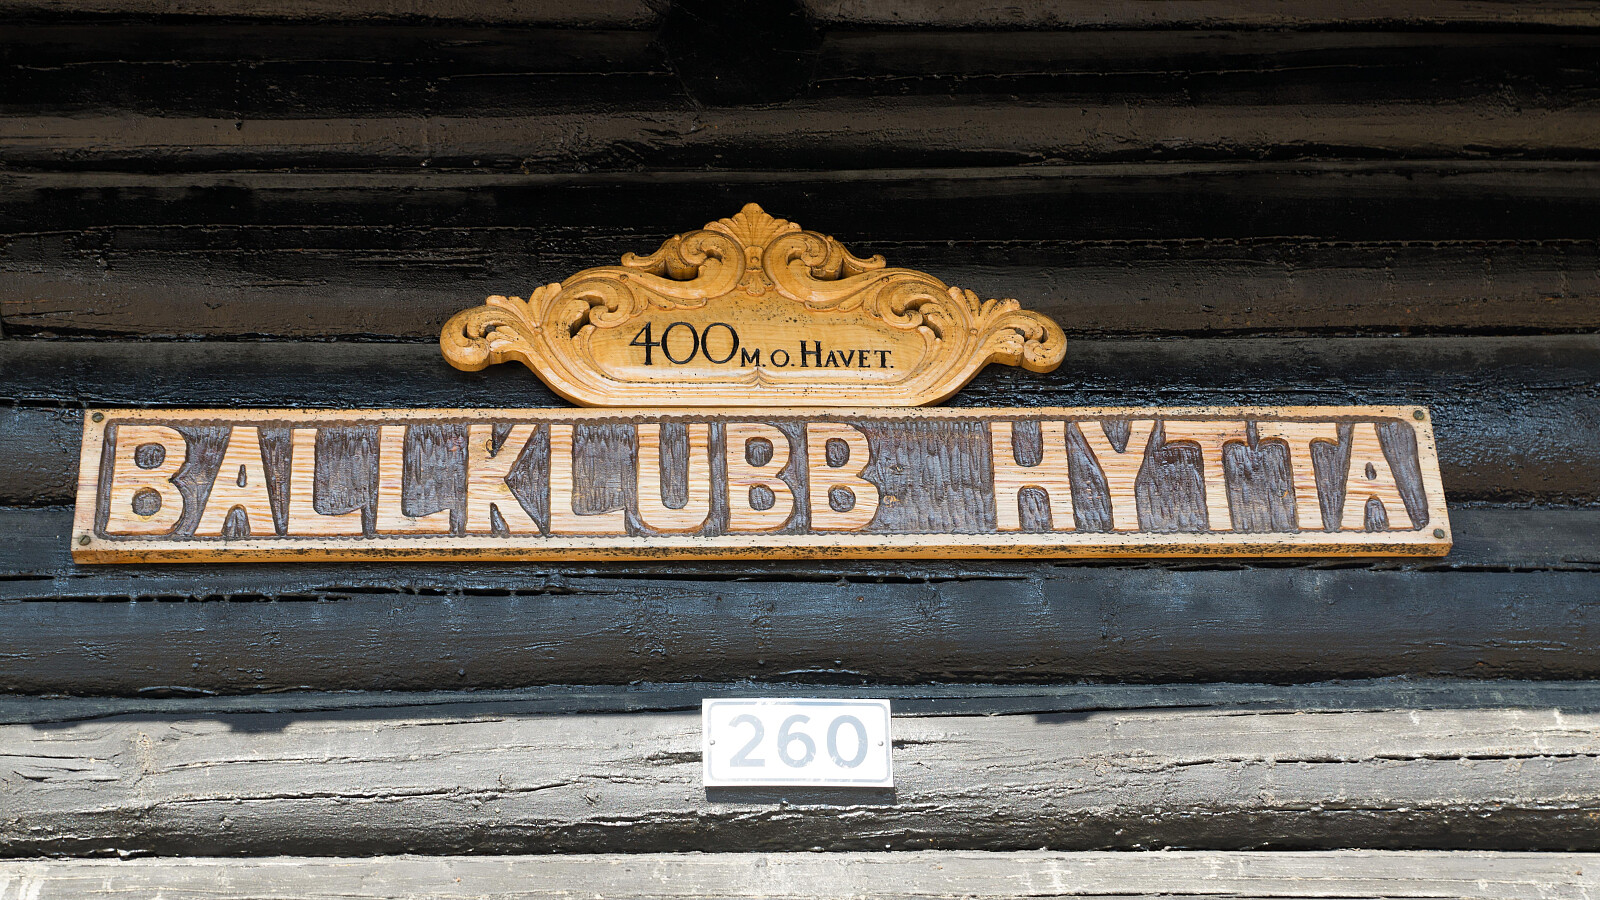 400 M.O. HAVET.
BALLKLUBB HYTTA
260